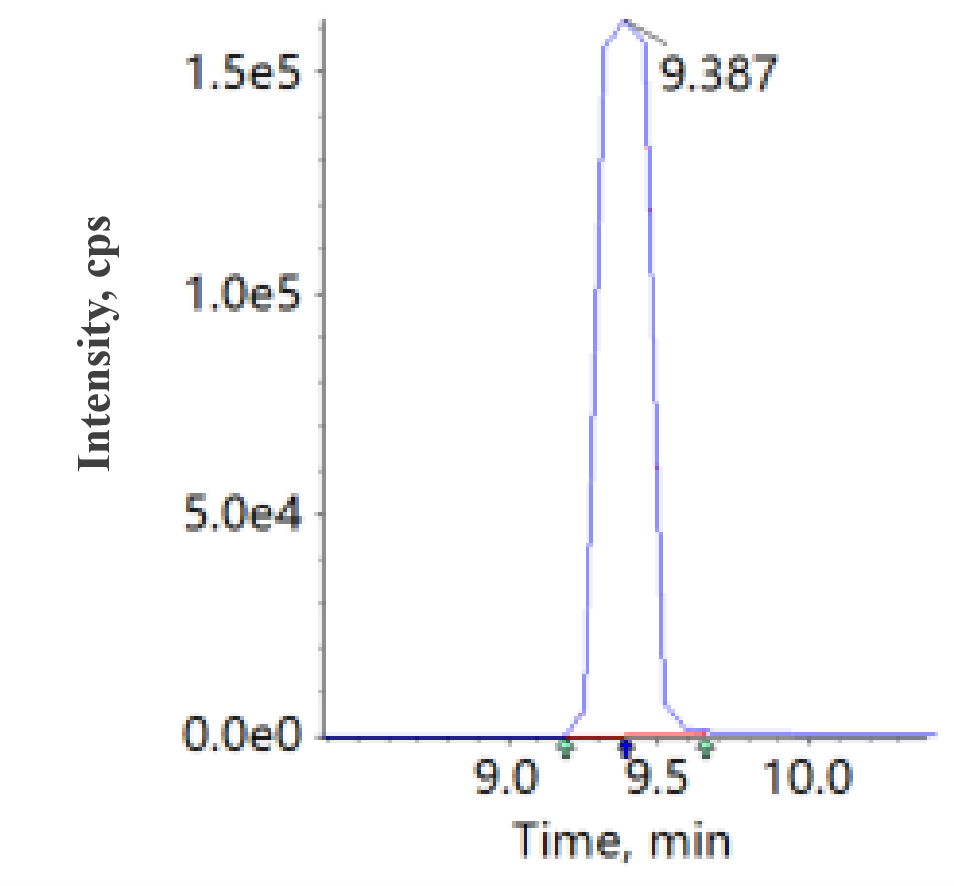 1.5e5
9.387
1.0e5
Intensity, cps
5.0e4
0.0e0
9.0 9.5 10.0
Time, min